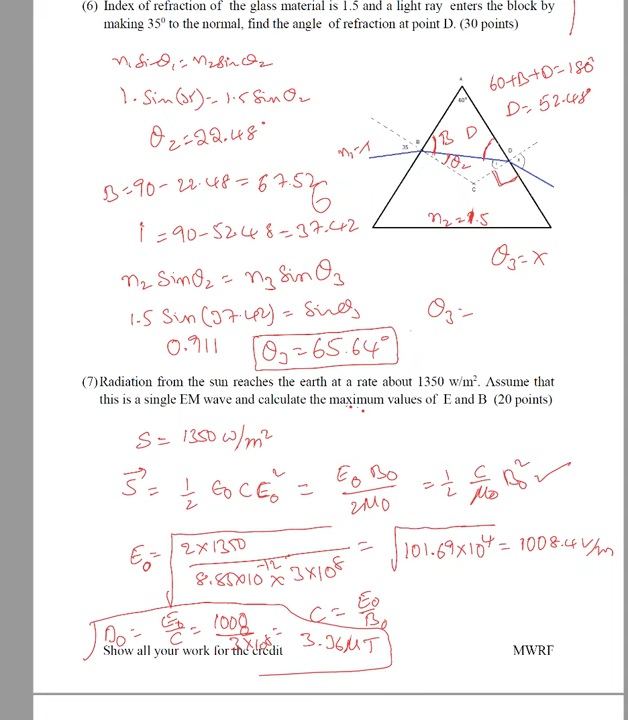 (6) Index of refraction of the glass material is 1.5 and a light ray enters the block by
making 35⁰ to the normal, find the angle of refraction at point D. (30 points)
n₁ Sinθ₁ = n₂ Sinθ₂
1. Sin(35) = 1.5 Sinθ₂
θ₂ = 22.48°
B = 90 - 22.48 = 67.52
i = 90 - 52.48 = 37.42
n₂ Sinθ₂ = n₃ Sinθ₃
1.5 Sin(37.42) = Sinθ₃
0.911
θ₃ = 65.64°
60 + B + D = 180°
D = 52.48°
A
60°
n₁ = 1
35
B
B D
θ₂
D
C
n₂ = 1.5
θ₃ = x
θ₃ =
(7) Radiation from the sun reaches the earth at a rate about 1350 w/m². Assume that
this is a single EM wave and calculate the maximum values of E and B (20 points)
S = 1350 w/m²
S⃗ = 1/2 ε₀ C E₀² = E₀ B₀ / 2μ₀ = 1/2 C/μ₀ B₀² ✓
E₀ = √(2×1350 / 8.85×10⁻¹² × 3×10⁸) = √(101.69×10⁴) = 1008.4 V/m
C = E₀/B₀
B₀ = E₀/C = 1008 / 3×10⁸ = 3.36 μT
Show all your work for the credit MWRF